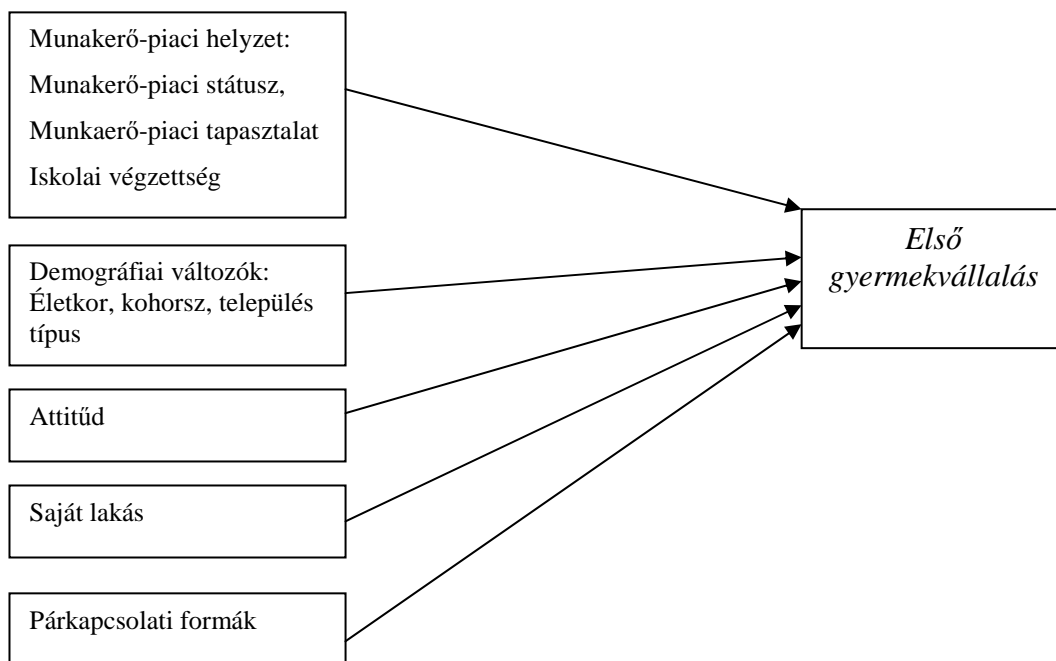 Munakerő-piaci helyzet:
Munakerő-piaci státusz,
Munkaerő-piaci tapasztalat
Iskolai végzettség
Demográfiai változók:
Életkor, kohorsz, település
típus
Attitűd
Saját lakás
Párkapcsolati formák
Első
gyermekvállalás